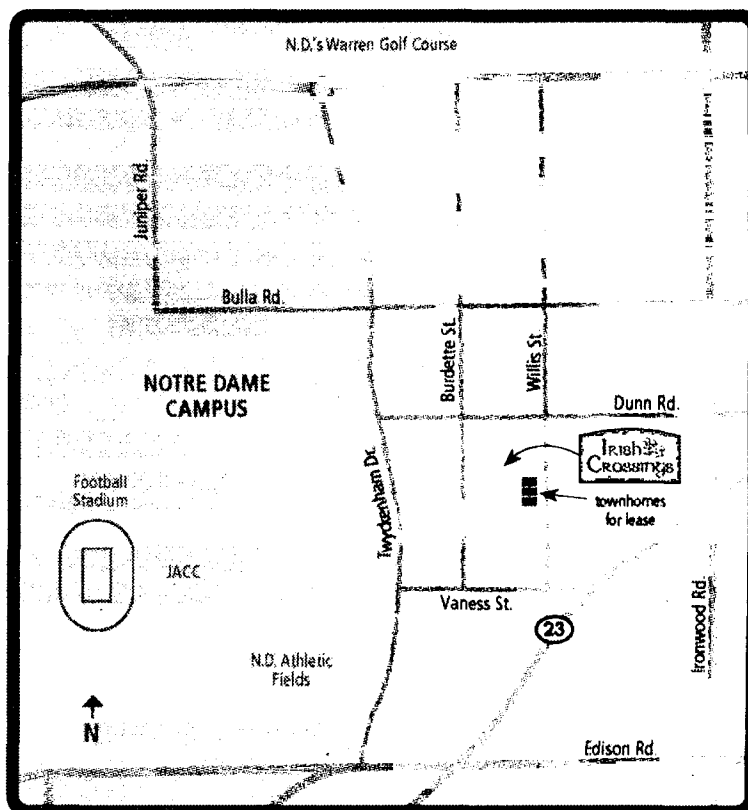 N.D.'s Warren Golf Course
Juniper Rd.
Bulla Rd.
Burdette St.
Willis St
NOTRE DAME
CAMPUS
Dunn Rd.
IRISH
CROSSINGS
Twyckenham Dr.
Football
Stadium
townhomes
for lease
JACC
Vaness St.
23
Ironwood Rd.
N.D. Athletic
Fields
N
Edison Rd.